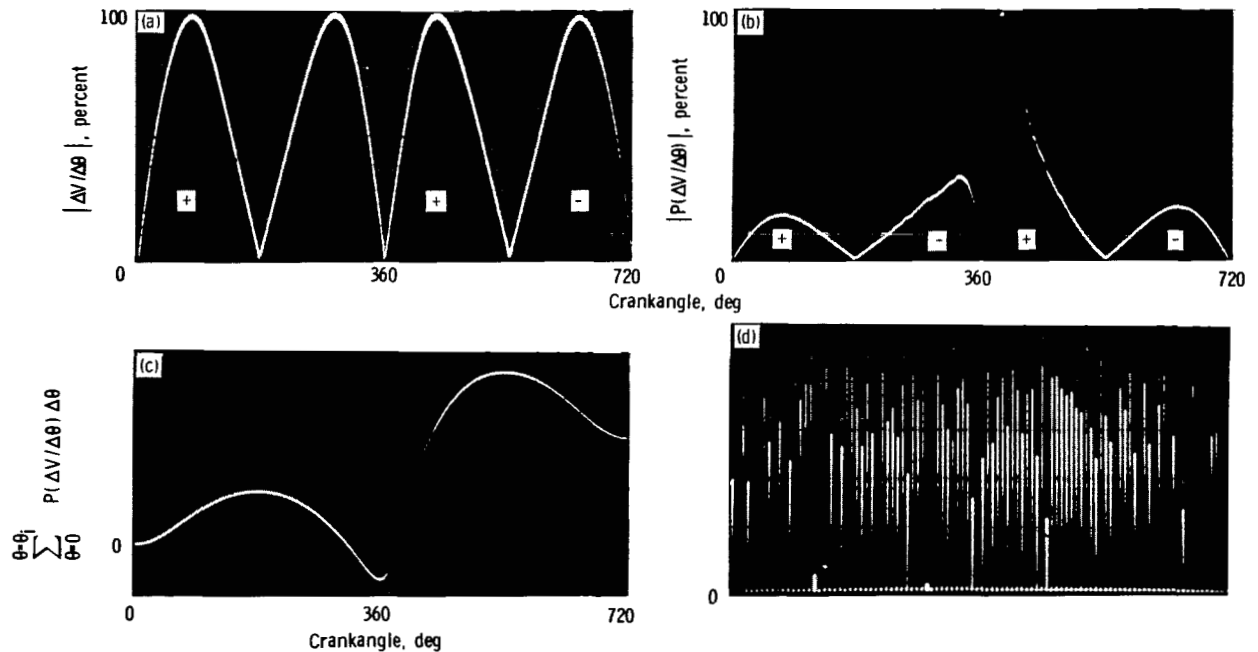 (a)
100
|ΔV/Δθ|, percent
+
+
-
0
360
720
(b)
100
|P(ΔV/Δθ)|, percent
+
-
+
-
0
360
720
Crankangle, deg
(c)
θ=θi
∑
θ=0
P(ΔV/Δθ) Δθ
0
0
360
720
Crankangle, deg
(d)
0